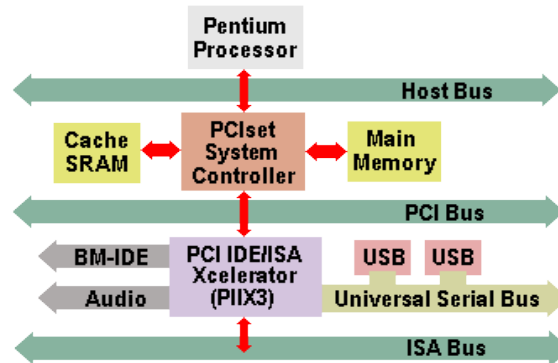 Pentium
Processor
Host Bus
Cache
SRAM
PCIset
System
Controller
Main
Memory
PCI Bus
BM-IDE
Audio
PCI IDE/ISA
Xcelerator
(PIIX3)
USB
USB
Universal Serial Bus
ISA Bus